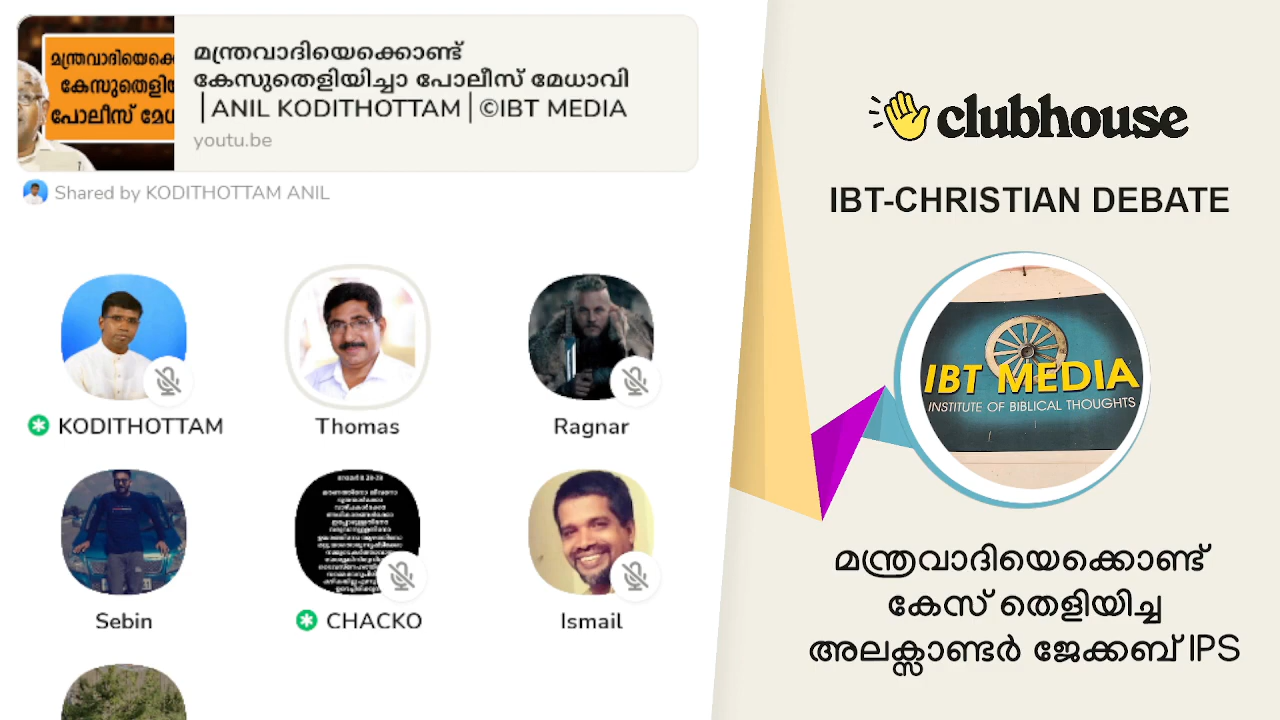 മന്ത്രവാദിയെക്കൊണ്ട്
കേസുതെളിയിച്ചാ പോലീസ് മേധാവി
│ANIL KODITHOTTAM│©IBT MEDIA
youtu.be
Shared by KODITHOTTAM ANIL
KODITHOTTAM
Thomas
Ragnar
Sebin
CHACKO
Ismail
clubhouse
IBT-CHRISTIAN DEBATE
IBT MEDIA
INSTITUTE OF BIBLICAL THOUGHTS
മന്ത്രവാദിയെക്കൊണ്ട്
കേസ് തെളിയിച്ച
അലക്സാണ്ടർ ജേക്കബ് IPS